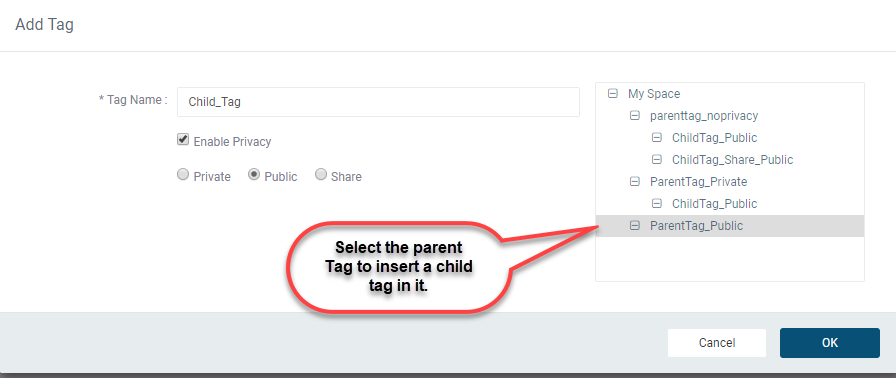 Add Tag
* Tag Name :
Child_Tag
Enable Privacy
Private
Public
Share
My Space
parenttag_noprivacy
ChildTag_Public
ChildTag_Share_Public
ParentTag_Private
ChildTag_Public
ParentTag_Public
Select the parent
Tag to insert a child
tag in it.
Cancel
OK